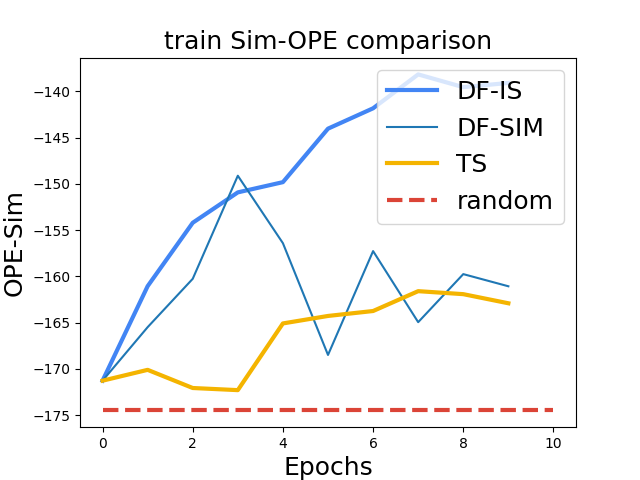 train Sim-OPE comparison
OPE-Sim
−140
−145
−150
−155
−160
−165
−170
−175
DF-IS
DF-SIM
TS
random
0 2 4 6 8 10
Epochs